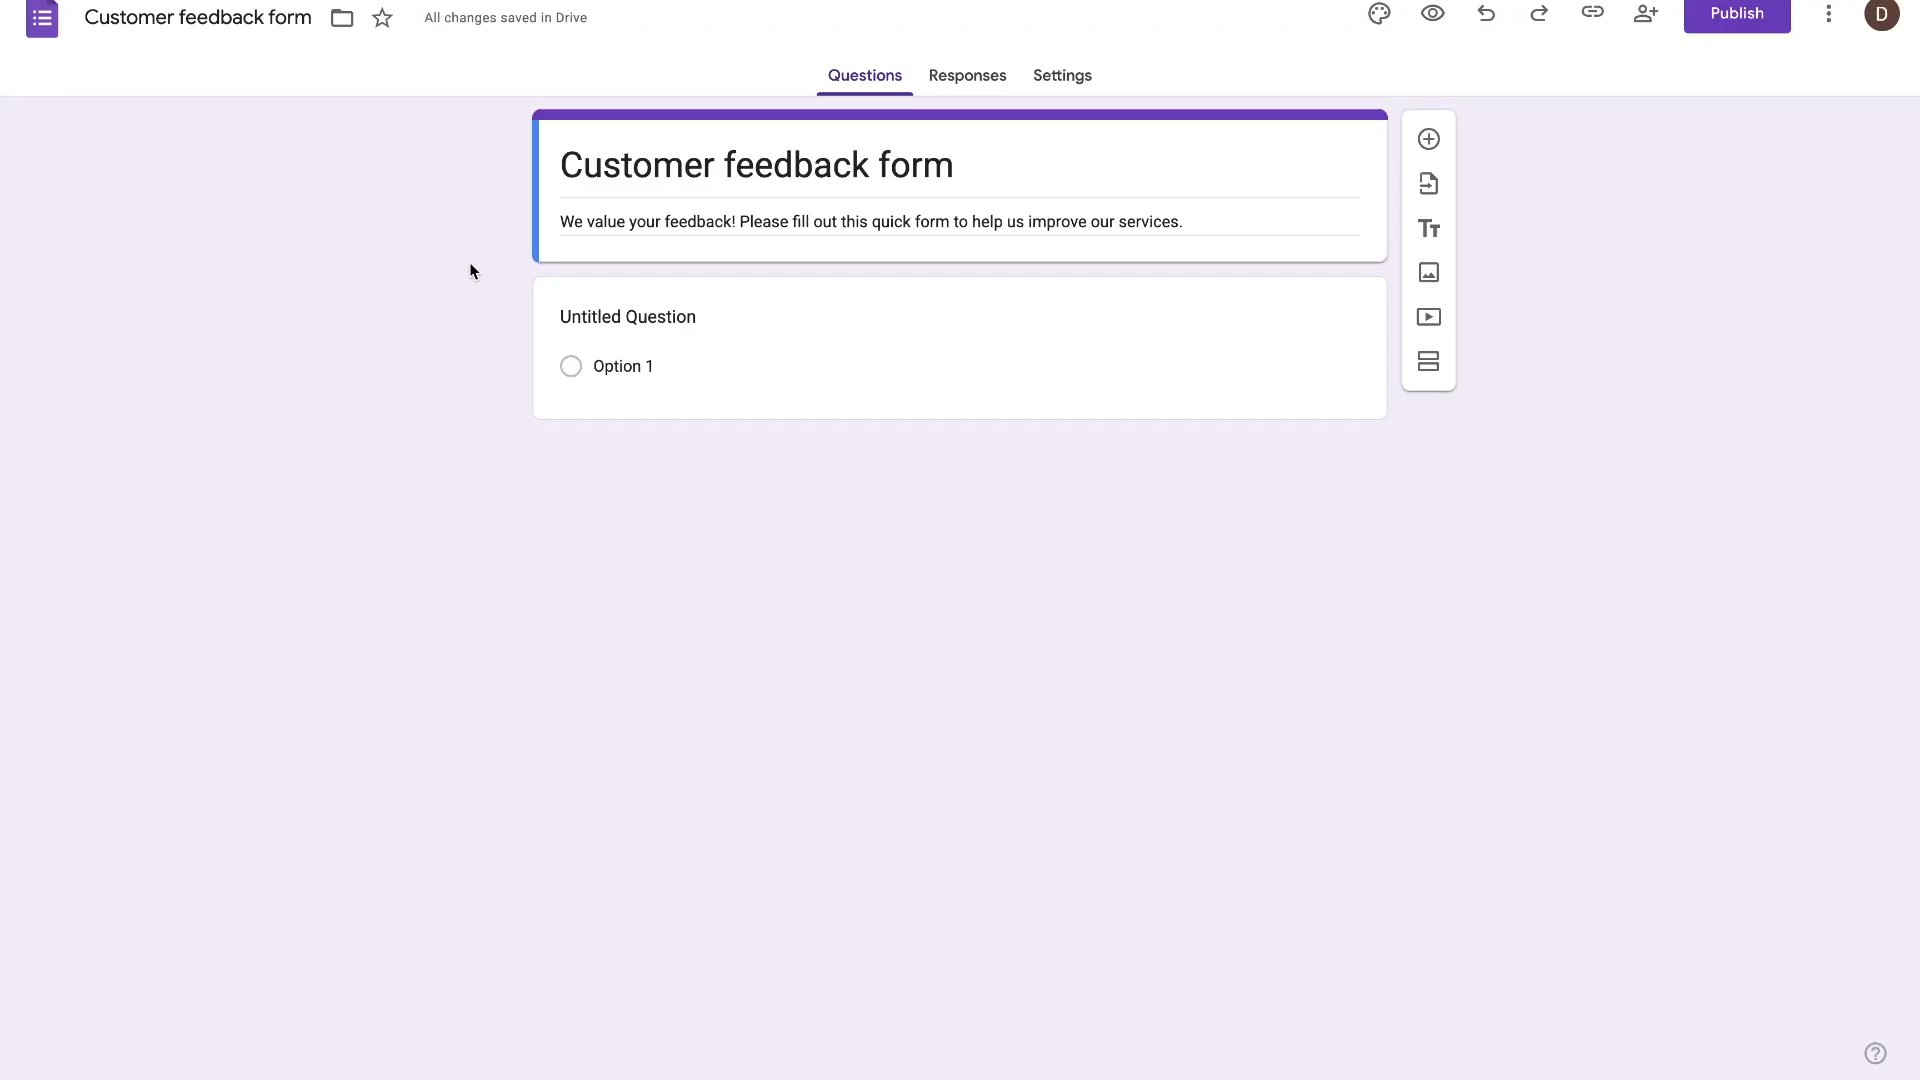 Customer feedback form
All changes saved in Drive
Publish
D
Questions
Responses
Settings
Customer feedback form
We value your feedback! Please fill out this quick form to help us improve our services.
Untitled Question
Option 1